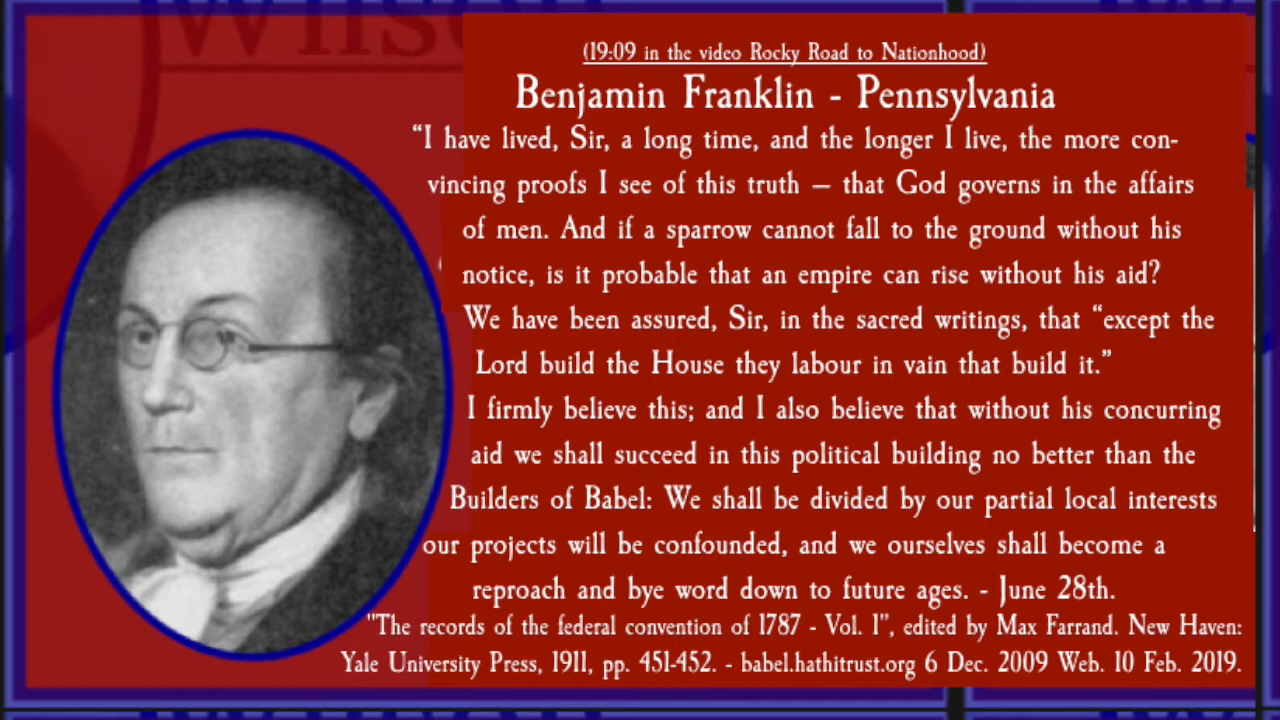 Wilso
(19:09 in the video Rocky Road to Nationhood)
Benjamin Franklin - Pennsylvania
“I have lived, Sir, a long time, and the longer I live, the more con-
vincing proofs I see of this truth – that God governs in the affairs
of men. And if a sparrow cannot fall to the ground without his
notice, is it probable that an empire can rise without his aid?
We have been assured, Sir, in the sacred writings, that “except the
Lord build the House they labour in vain that build it.”
I firmly believe this; and I also believe that without his concurring
aid we shall succeed in this political building no better than the
Builders of Babel: We shall be divided by our partial local interests
our projects will be confounded, and we ourselves shall become a
reproach and bye word down to future ages. - June 28th.
"The records of the federal convention of 1787 - Vol. 1", edited by Max Farrand. New Haven:
Yale University Press, 1911, pp. 451-452. - babel.hathitrust.org 6 Dec. 2009 Web. 10 Feb. 2019.